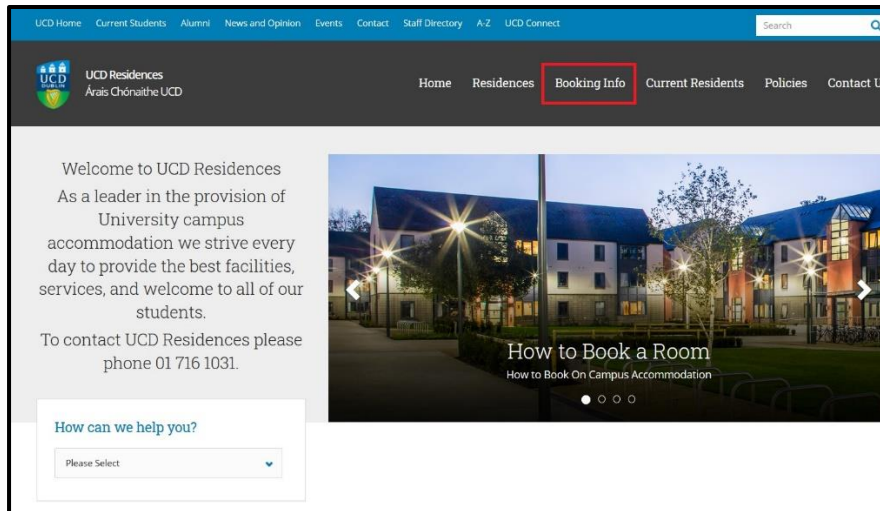 UCD Home Current Students Alumni News and Opinion Events Contact Staff Directory A-Z UCD Connect
Search
UCD
DUBLIN
UCD Residences
Árais Chónaithe UCD
Home Residences Booking Info Current Residents Policies Contact U
Welcome to UCD Residences
As a leader in the provision of
University campus
accommodation we strive every
day to provide the best facilities,
services, and welcome to all of our
students.
To contact UCD Residences please
phone 01 716 1031.
How to Book a Room
How to Book On Campus Accommodation
How can we help you?
Please Select